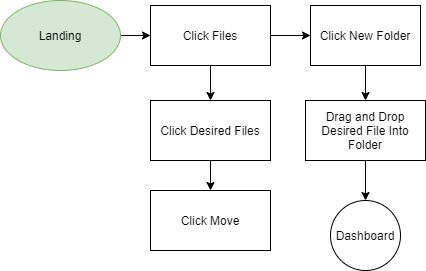 Landing
Click Files
Click New Folder
Click Desired Files
Drag and Drop
Desired File Into
Folder
Click Move
Dashboard